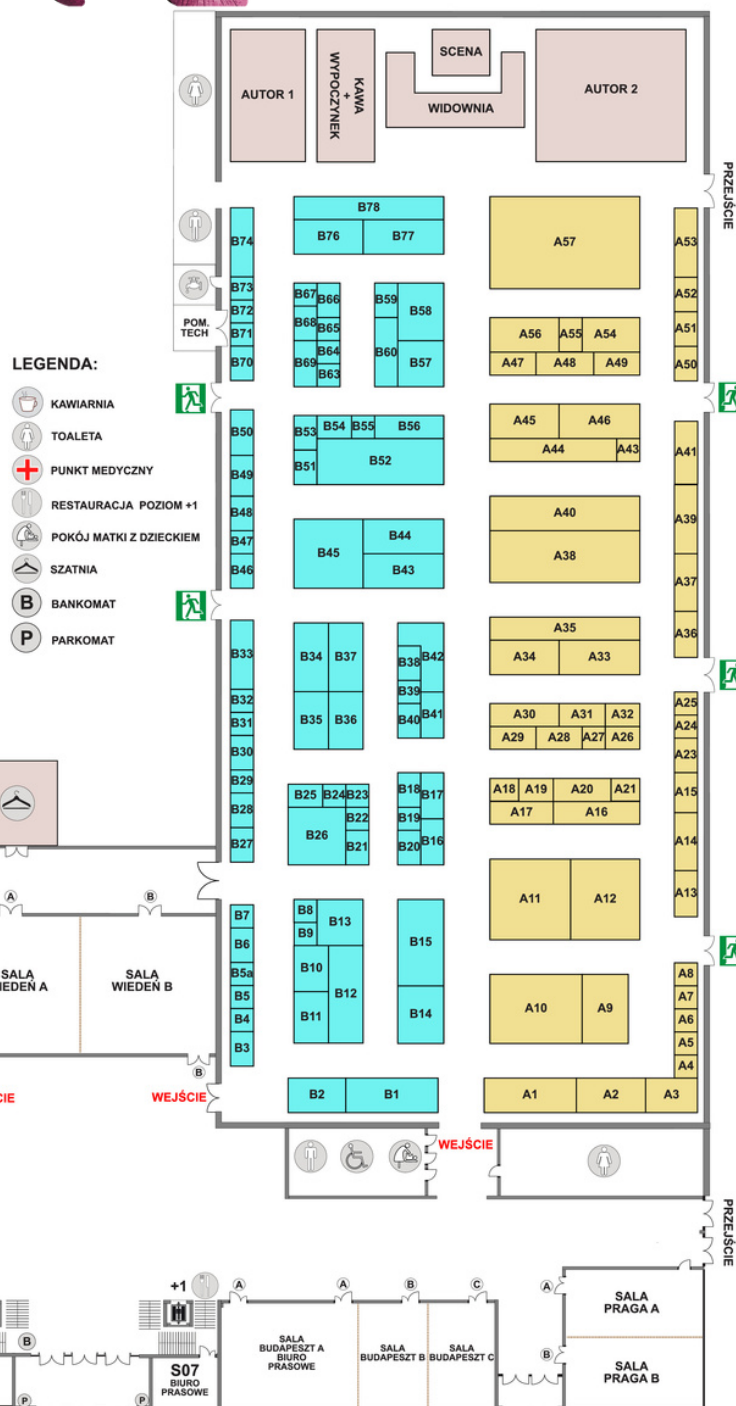 SCENA
AUTOR 1
KAWA
+
WYPOCZYNEK
WIDOWNIA
AUTOR 2
PRZEJŚCIE
B78
B76 B77
B74
B73
B72
B71
B70
POM.
TECH
B67 B66
B68 B65
B64
B69 B63
B59 B58
B60 B57
A57
A53
A52
A51
A50
A56 A55 A54
A47 A48 A49
LEGENDA:
KAWIARNIA
TOALETA
PUNKT MEDYCZNY
RESTAURACJA POZIOM +1
POKÓJ MATKI Z DZIECKIEM
SZATNIA
B BANKOMAT
P PARKOMAT
B50
B49
B48
B47
B46
B53 B54 B55 B56
B51 B52
B45 B44
B43
A45 A46
A44 A43
A40
A38
A41
A39
A37
A36
B33
B32
B31
B30
B29
B28
B27
B34 B37
B35 B36
B38 B42
B39
B40 B41
A35
A34 A33
A30 A31 A32
A29 A28 A27 A26
A25
A24
A23
A15
A14
A13
B25 B24 B23
B22
B26 B21
B18 B17
B19
B20 B16
A18 A19 A20 A21
A17 A16
A11 A12
A B
SALA
IEDEŃ A
SALA
WIEDEŃ B
B
B7
B6
B5a
B5
B4
B3
B8 B13
B9
B10 B12
B11
B15
B14
A10 A9
A8
A7
A6
A5
A4
CIE
WEJŚCIE
B2 B1
A1 A2 A3
WEJŚCIE
PRZEJŚCIE
+1
A A B C
A
B
SALA
PRAGA A
SALA
PRAGA B
B
P P
S07
BIURO
PRASOWE
SALA
BUDAPESZT A
BIURO
PRASOWE
SALA
BUDAPESZT B
SALA
BUDAPESZT C